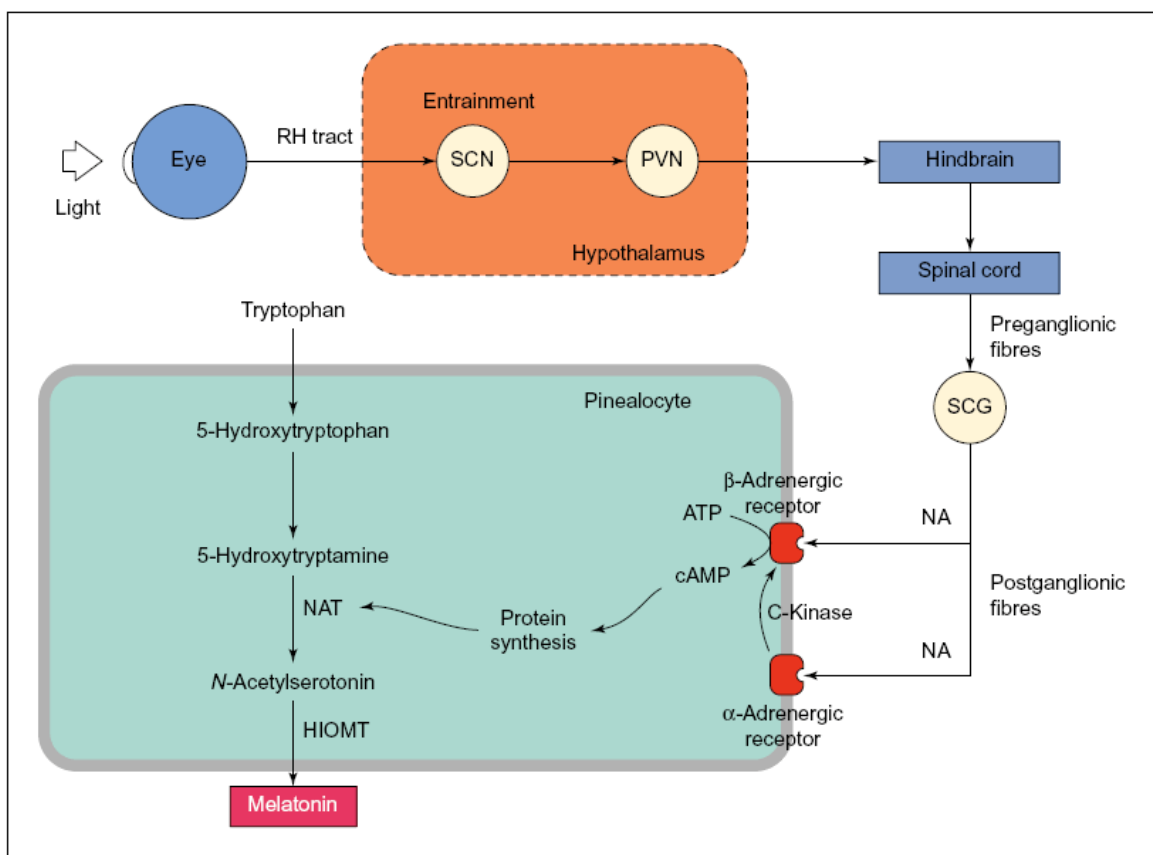 Entrainment
RH tract
Eye
SCN
PVN
Hindbrain
Light
Hypothalamus
Spinal cord
Tryptophan
Preganglionic
fibres
Pinealocyte
SCG
5-Hydroxytryptophan
β-Adrenergic
receptor
ATP
NA
5-Hydroxytryptamine
cAMP
NAT
C-Kinase
Postganglionic
fibres
Protein
synthesis
NA
N-Acetylserotonin
α-Adrenergic
receptor
HIOMT
Melatonin